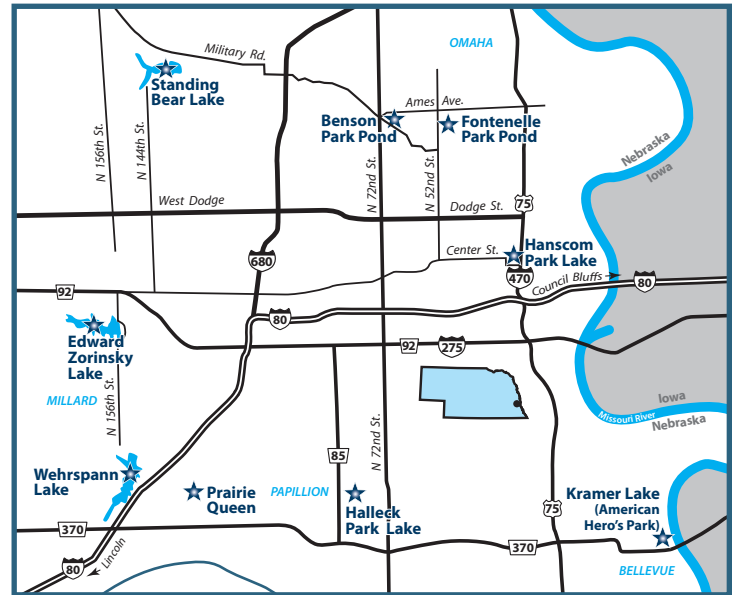 Military Rd.
OMAHA
Standing
Bear Lake
N 156th St.
N 144th St.
Benson
Park Pond
Ames Ave.
Fontenelle
Park Pond
N 72nd St.
N 52nd St.
Nebraska
Iowa
West Dodge
Dodge St.
75
680
Center St.
Hanscom
Park Lake
470
Council Bluffs
80
92
80
Edward
Zorinsky
Lake
92
275
MILLARD
N 156th St.
Iowa
Missouri River
Nebraska
N 72nd St.
85
Wehrspann
Lake
Prairie
Queen
PAPILLION
Halleck
Park Lake
75
Kramer Lake
(American
Hero's Park)
370
370
80
Lincoln
BELLEVUE